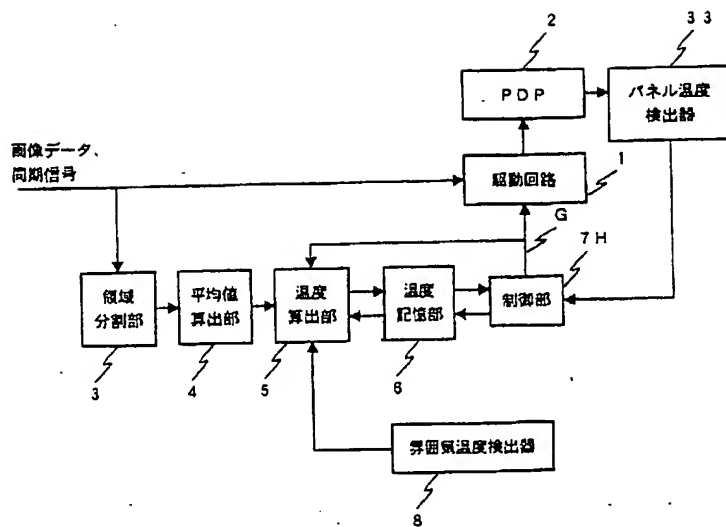 2
33
PDP
パネル温度
検出器
画像データ、
同期信号
駆動回路
1
G
7H
領域
分割部
平均値
算出部
温度
算出部
温度
記憶部
制御部
3
4
5
6
雰囲気温度検出器
8